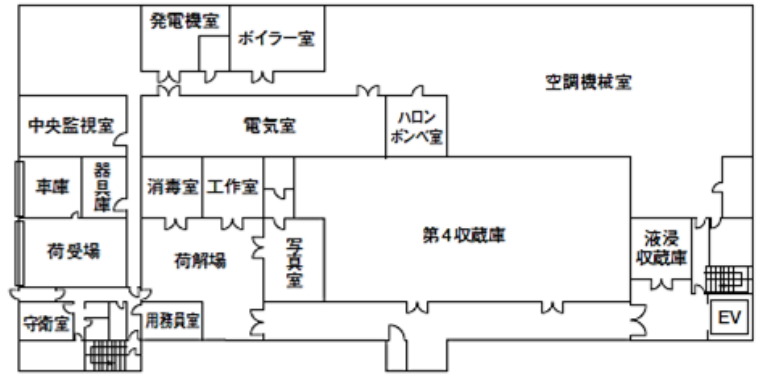 発電機室
ボイラー室
空調機械室
中央監視室
電気室
ハロン
ボンベ室
車庫
器具庫
消毒室
工作室
荷受場
荷解場
写真室
第4収蔵庫
液浸
収蔵庫
守衛室
用務員室
EV